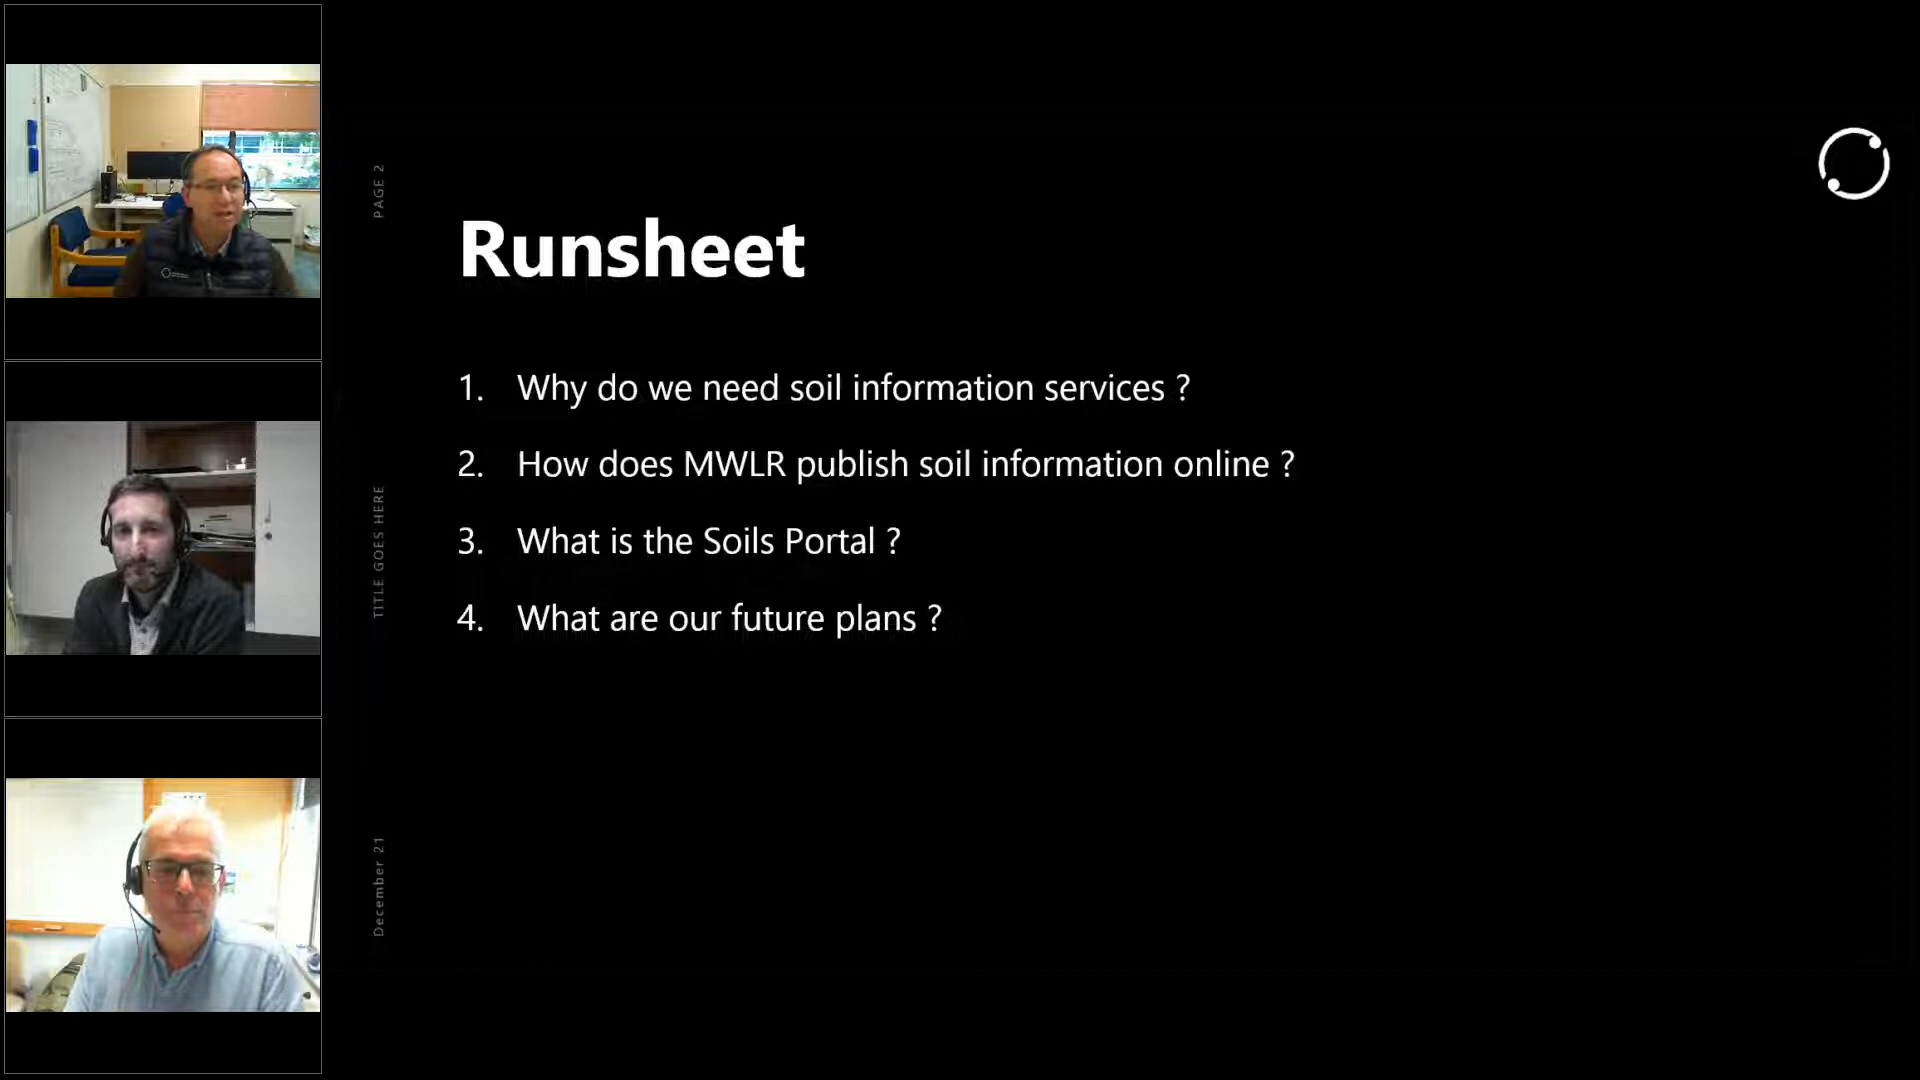 PAGE 2
Runsheet
1. Why do we need soil information services ?
2. How does MWLR publish soil information online ?
3. What is the Soils Portal ?
4. What are our future plans ?
TITLE GOES HERE
December 21